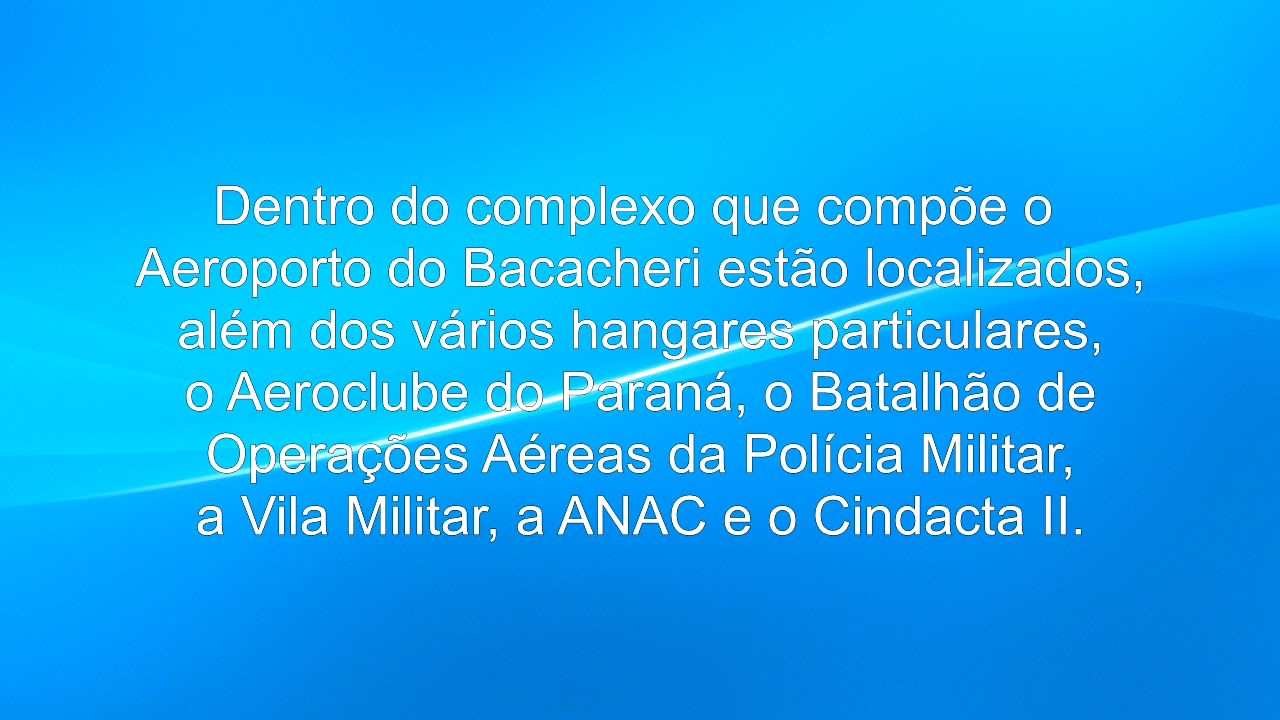 Dentro do complexo que compõe o
Aeroporto do Bacacheri estão localizados,
além dos vários hangares particulares,
o Aeroclube do Paraná, o Batalhão de
Operações Aéreas da Polícia Militar,
a Vila Militar, a ANAC e o Cindacta II.